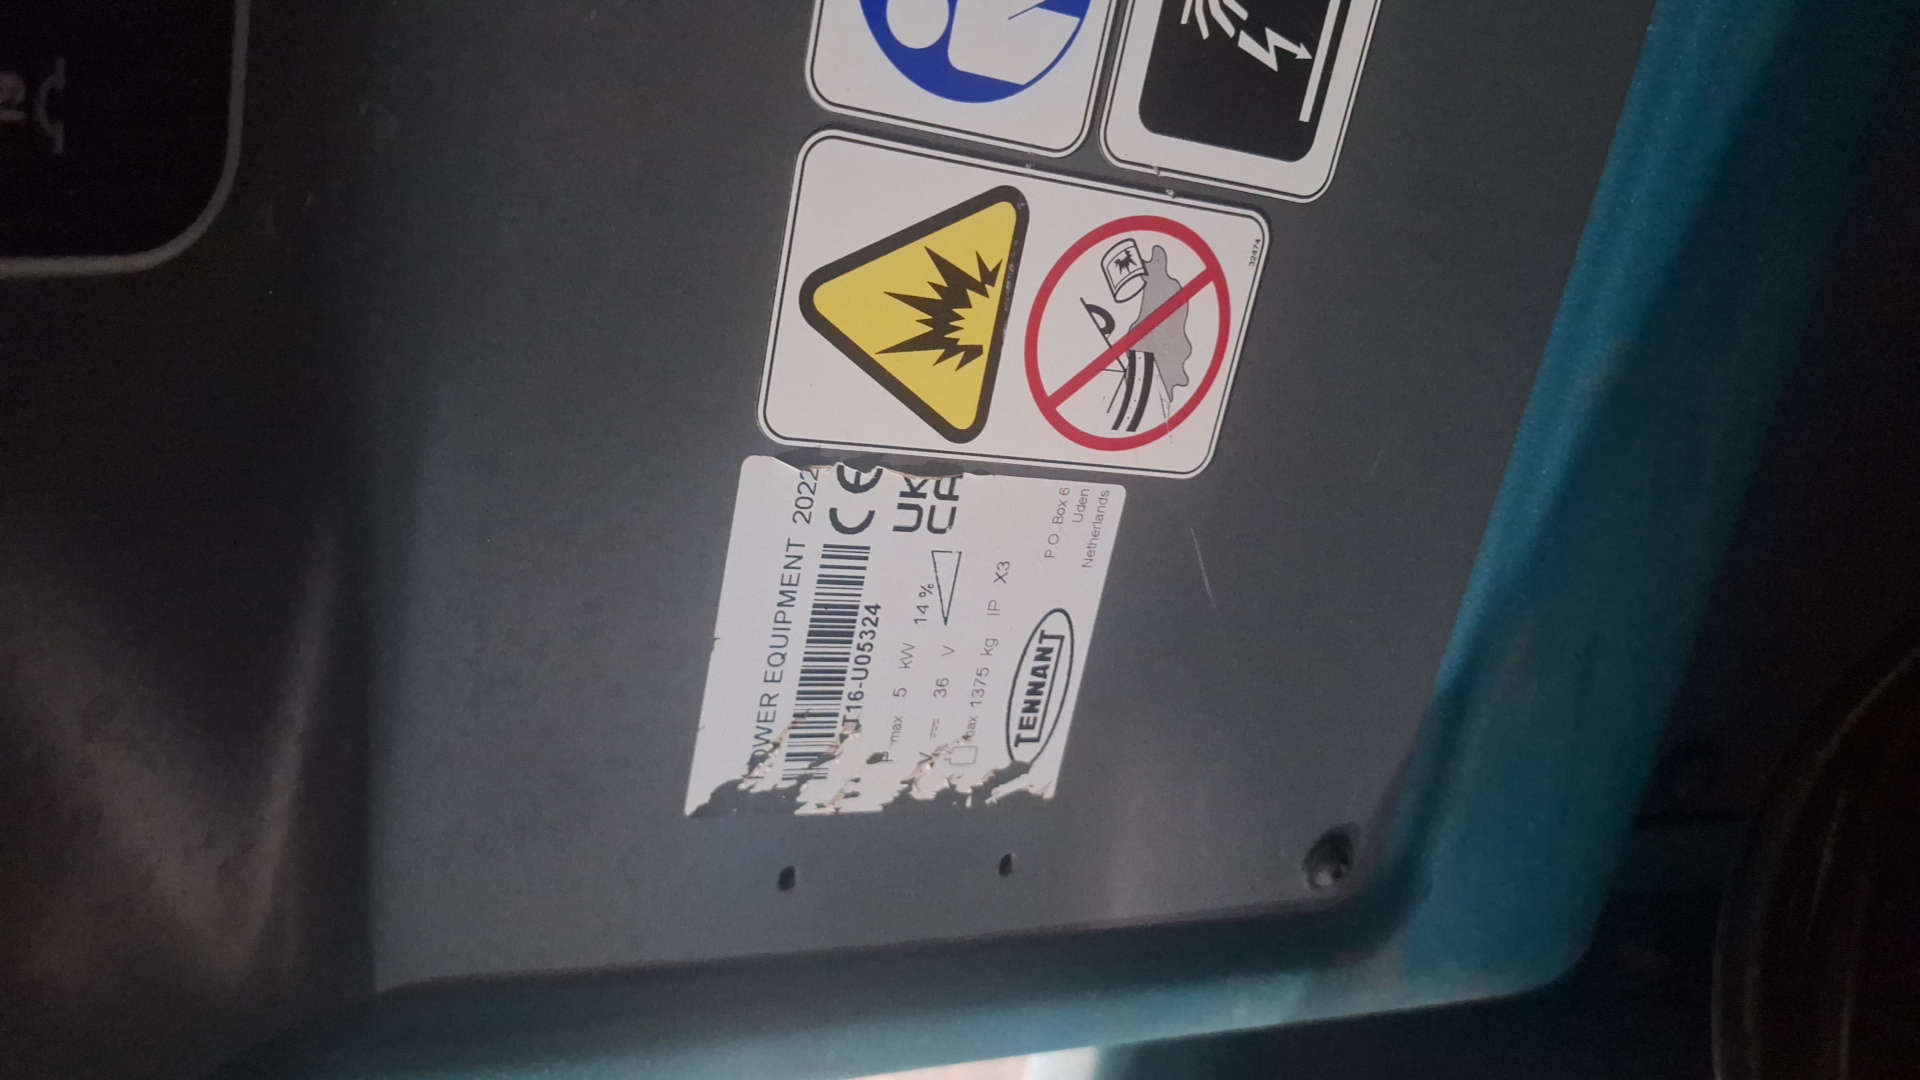 32474
OWER EQUIPMENT 2022
CE
T16-U05324
UK
CA
P max 5 kW 14 %
V 36 V
max 1375 kg IP X3
TENNANT
P.O. Box 6
Uden
Netherlands